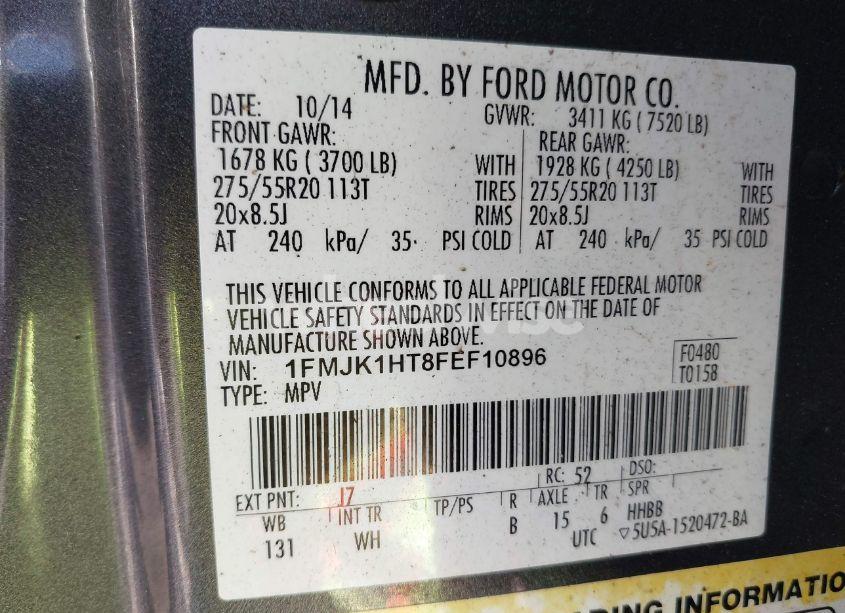 MFD. BY FORD MOTOR CO.
DATE: 10/14 GVWR: 3411 KG ( 7520 LB)
FRONT GAWR: REAR GAWR:
1678 KG ( 3700 LB) WITH 1928 KG ( 4250 LB) WITH
275/55R20 113T TIRES 275/55R20 113T TIRES
20x8.5J RIMS 20x8.5J RIMS
AT 240 kPa/ 35 PSI COLD AT 240 kPa/ 35 PSI COLD
THIS VEHICLE CONFORMS TO ALL APPLICABLE FEDERAL MOTOR
VEHICLE SAFETY STANDARDS IN EFFECT ON THE DATE OF
MANUFACTURE SHOWN ABOVE.
VIN: 1FMJK1HT8FEF10896 F0480
TYPE: MPV T0158
RC: 52 DSO:
EXT PNT: J7 AXLE TR SPR
WB INT TR TP/PS R 15 6 HHBB
131 WH B UTC ▽5U5A-1520472-BA
INFORMATIO